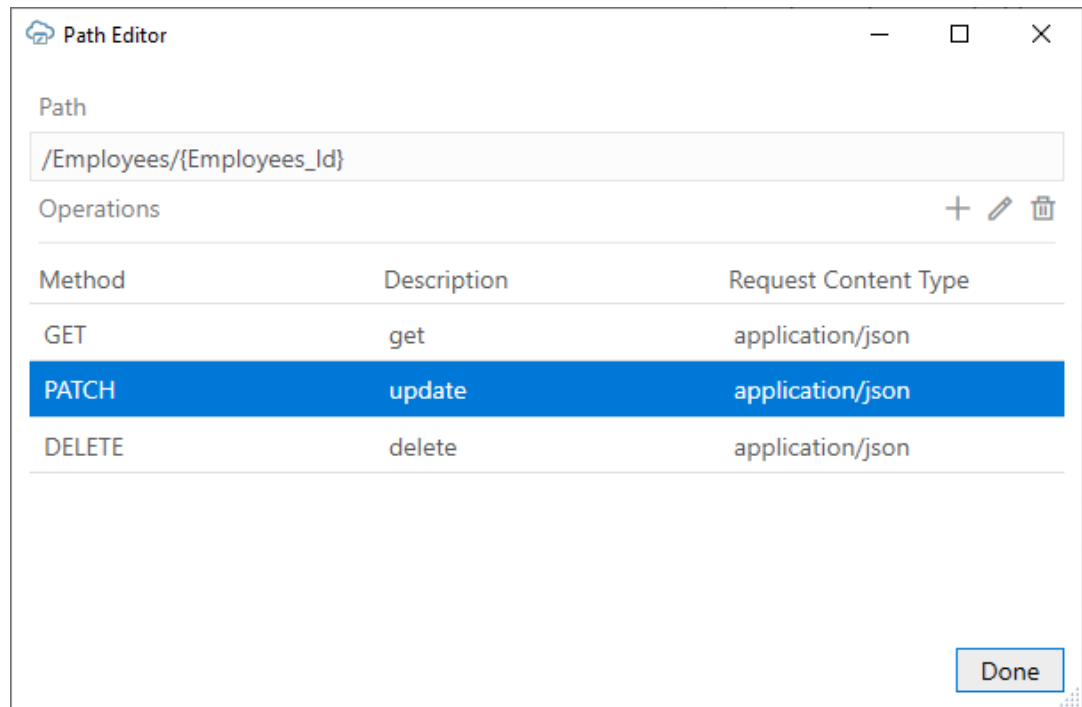 Path Editor
Path
/Employees/{Employees_Id}
Operations
Method Description Request Content Type
GET get application/json
PATCH update application/json
DELETE delete application/json
Done